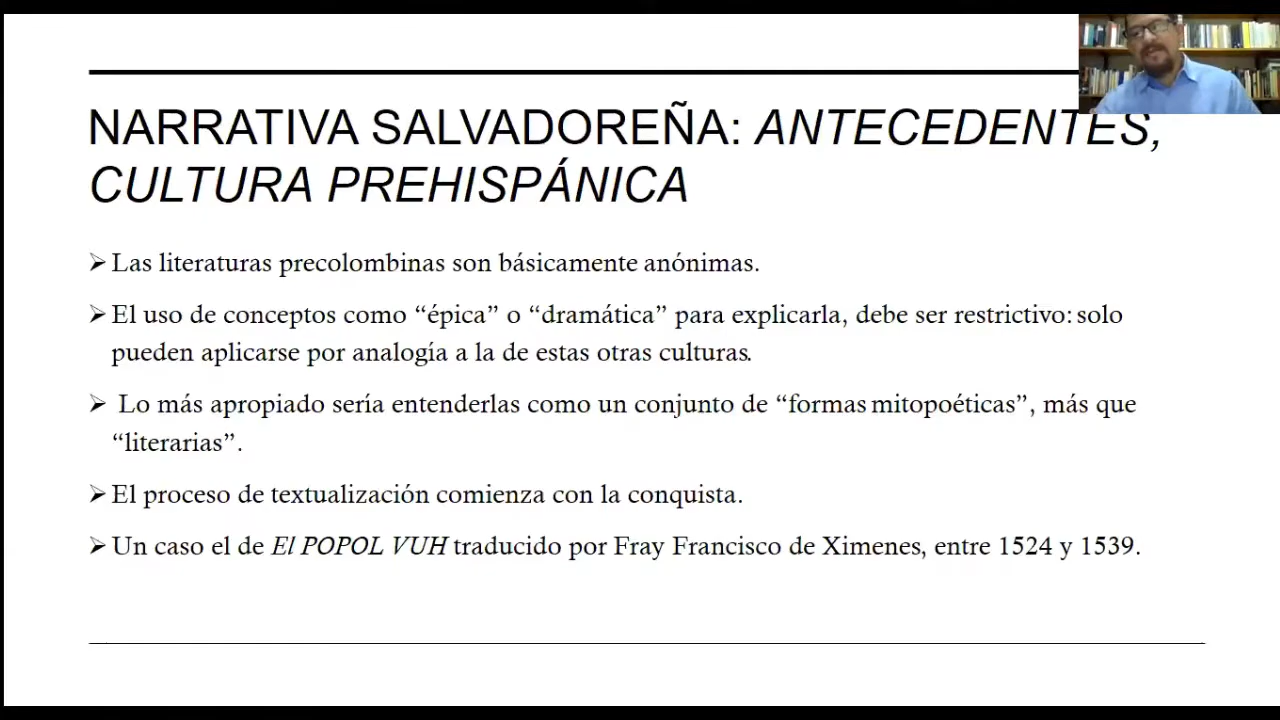 NARRATIVA SALVADOREÑA: ANTECEDENTES,
CULTURA PREHISPÁNICA
➢ Las literaturas precolombinas son básicamente anónimas.
➢ El uso de conceptos como “épica” o “dramática” para explicarla, debe ser restrictivo: solo
pueden aplicarse por analogía a la de estas otras culturas.
➢ Lo más apropiado sería entenderlas como un conjunto de “formas mitopoéticas”, más que
“literarias”.
➢ El proceso de textualización comienza con la conquista.
➢ Un caso el de El POPOL VUH traducido por Fray Francisco de Ximenes, entre 1524 y 1539.